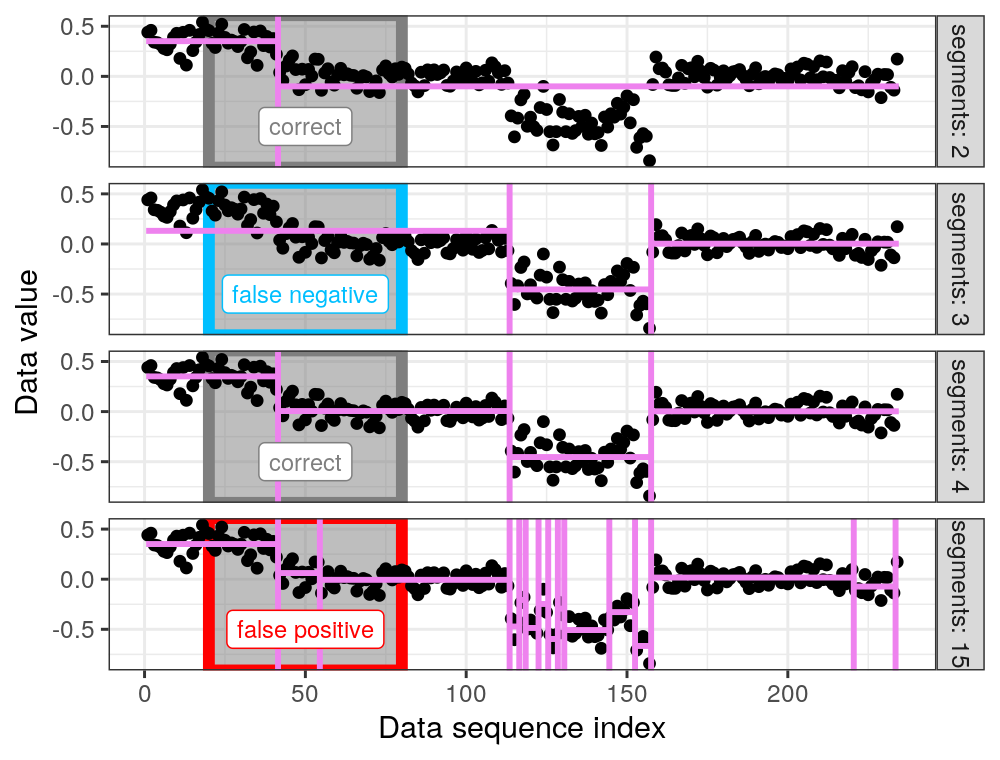 Data value
0.5
0.0
-0.5
correct
segments: 2
0.5
0.0
-0.5
false negative
segments: 3
0.5
0.0
-0.5
correct
segments: 4
0.5
0.0
-0.5
false positive
segments: 15
0 50 100 150 200
Data sequence index